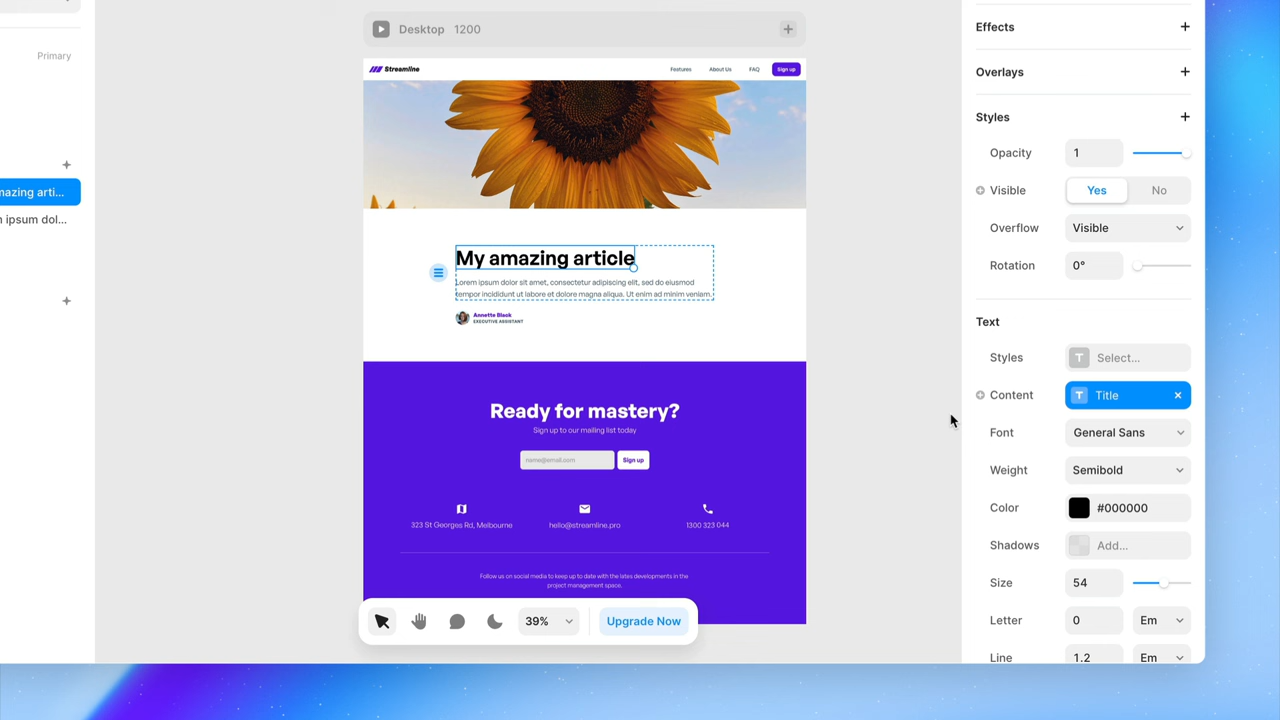 Primary
mazing arti...
n ipsum dol...
Desktop 1200
Streamline
Features About Us FAQ Sign up
My amazing article
Lorem ipsum dolor sit amet, consectetur adipiscing elit, sed do eiusmod
tempor incididunt ut labore et dolore magna aliqua. Ut enim ad minim veniam.
Annette Black
EXECUTIVE ASSISTANT
Ready for mastery?
Sign up to our mailing list today
name@email.com Sign up
323 St Georges Rd, Melbourne hello@streamline.pro 1300 323 044
Follow us on social media to keep up to date with the lates developments in the
project management space.
39% Upgrade Now
Effects
Overlays
Styles
Opacity 1
Visible Yes No
Overflow Visible
Rotation 0°
Text
Styles T Select...
Content T Title
Font General Sans
Weight Semibold
Color #000000
Shadows Add...
Size 54
Letter 0 Em
Line 1.2 Em